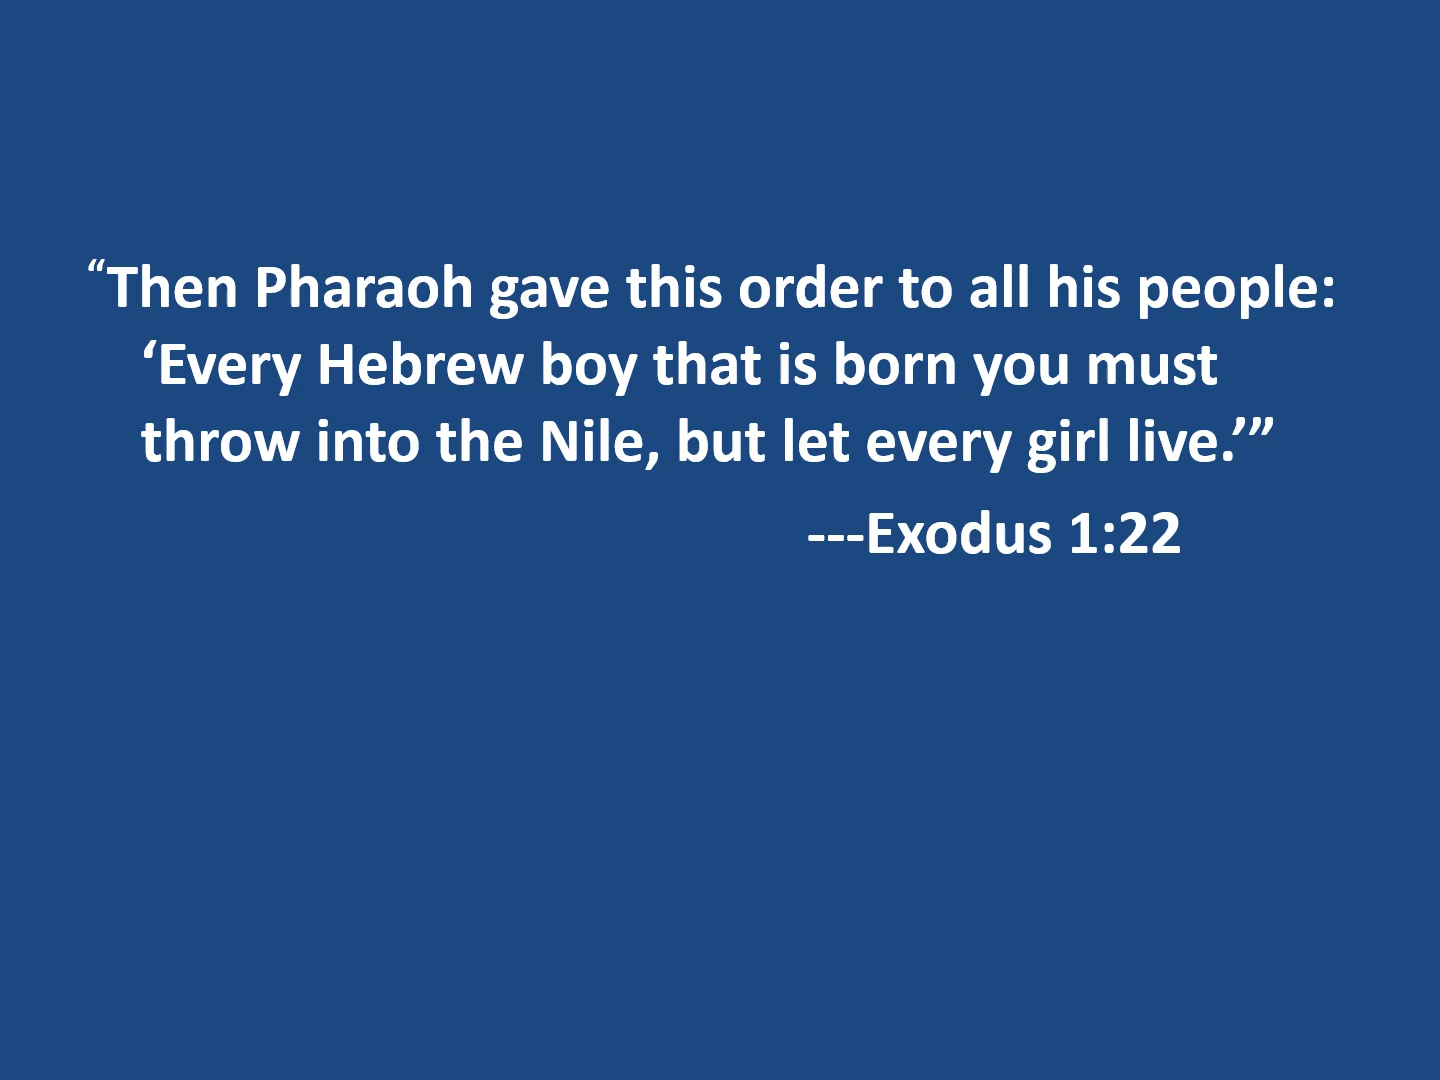 “Then Pharaoh gave this order to all his people:
‘Every Hebrew boy that is born you must
throw into the Nile, but let every girl live.’”
---Exodus 1:22